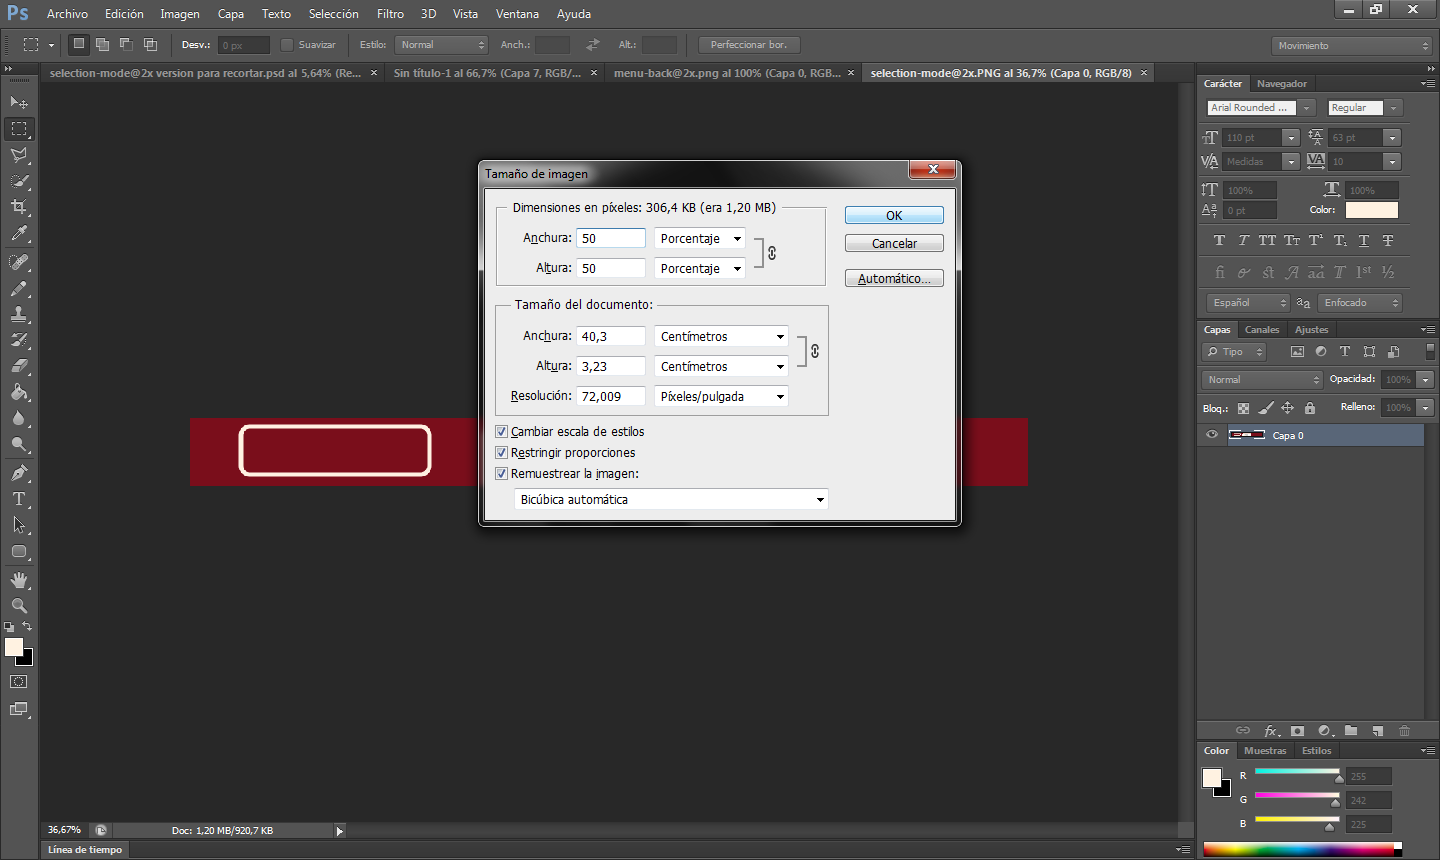 Ps Archivo Edición Imagen Capa Texto Selección Filtro 3D Vista Ventana Ayuda
Desv.: 0 px Suavizar Estilo: Normal Anch.: Alt.: Perfeccionar bor. Movimiento
selection-mode@2x version para recortar.psd al 5,64% (Re... × Sin título-1 al 66,7% (Capa 7, RGB/... × menu-back@2x.png al 100% (Capa 0, RGB... × selection-mode@2x.PNG al 36,7% (Capa 0, RGB/8) ×
Tamaño de imagen
Dimensiones en píxeles: 306,4 KB (era 1,20 MB)
Anchura: 50 Porcentaje
Altura: 50 Porcentaje
OK
Cancelar
Automático...
Tamaño del documento:
Anchura: 40,3 Centímetros
Altura: 3,23 Centímetros
Resolución: 72,009 Píxeles/pulgada
Cambiar escala de estilos
Restringir proporciones
Remuestrear la imagen:
Bicúbica automática
Carácter Navegador
Arial Rounded ... Regular
110 pt 63 pt
Medidas 10
100% 100%
0 pt Color:
Español aa Enfocado
Capas Canales Ajustes
Tipo
Normal Opacidad: 100%
Bloq.: Relleno: 100%
Capa 0
Color Muestras Estilos
R 255
G 242
B 225
36,67% Doc: 1,20 MB/920,7 KB
Línea de tiempo